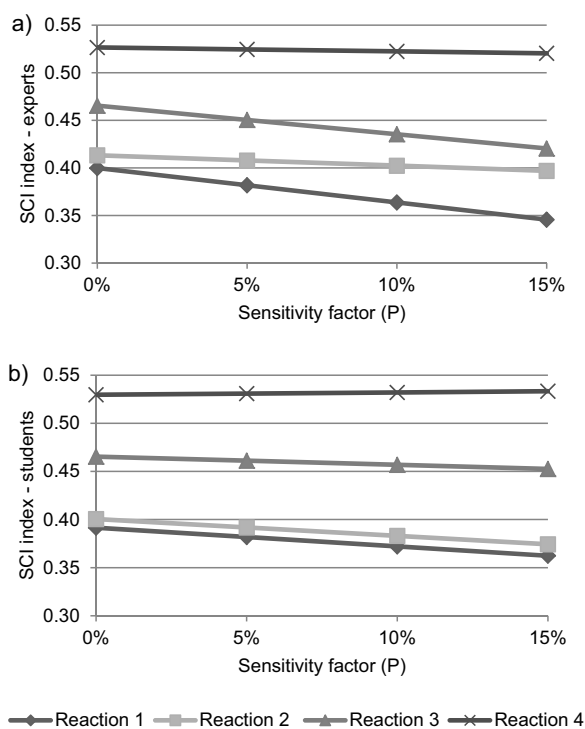 a)
SCI index - experts
0.55
0.50
0.45
0.40
0.35
0.30
0% 5% 10% 15%
Sensitivity factor (P)
b)
SCI index - students
0.55
0.50
0.45
0.40
0.35
0.30
0% 5% 10% 15%
Sensitivity factor (P)
Reaction 1 Reaction 2 Reaction 3 Reaction 4